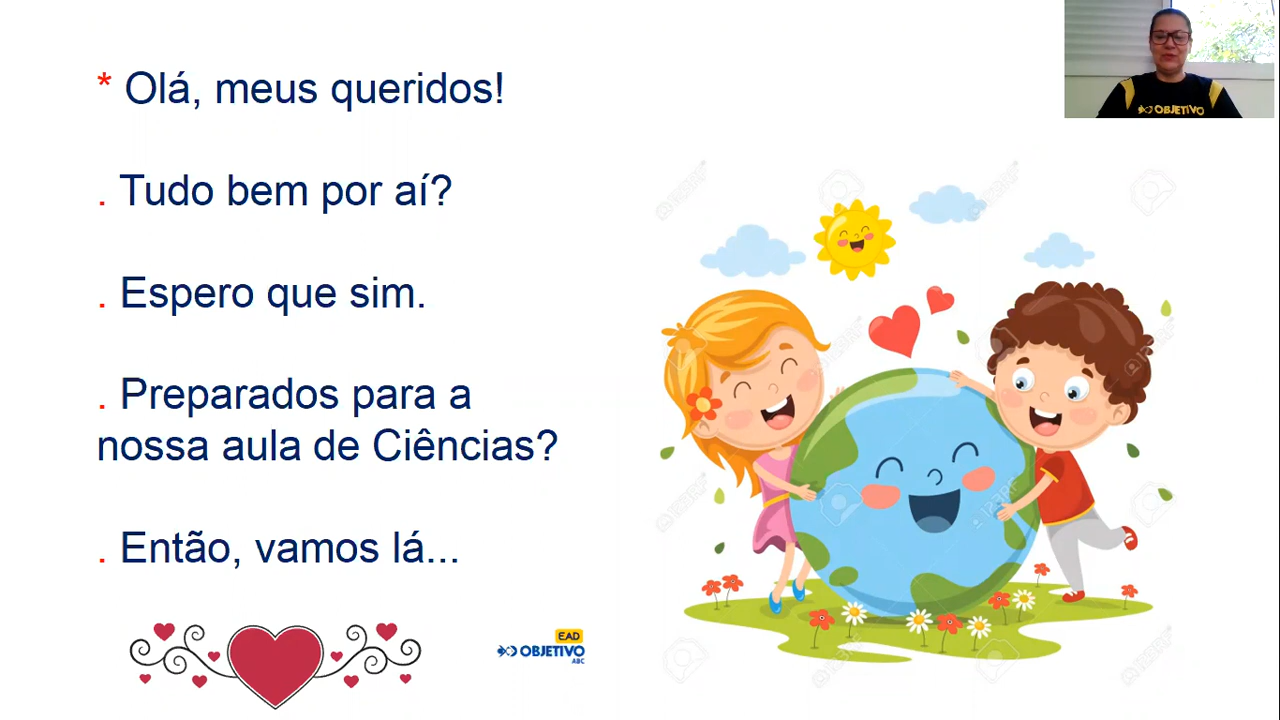 * Olá, meus queridos!
. Tudo bem por aí?
. Espero que sim.
. Preparados para a
nossa aula de Ciências?
. Então, vamos lá...
EAD
OBJETIVO
ABC
OBJETIVO
123RF